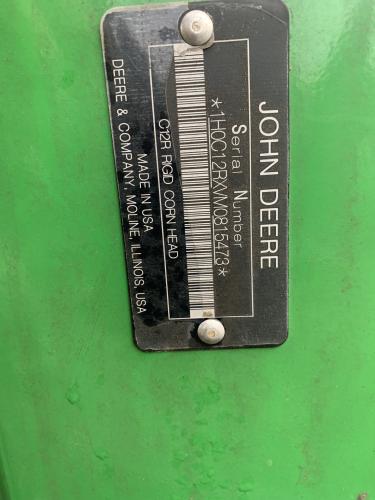 JOHN DEERE
Serial Number
*1H0C12RXVM0815473*
C12R RIGID CORN HEAD
MADE IN USA
DEERE & COMPANY, MOLINE, ILLINOIS, USA